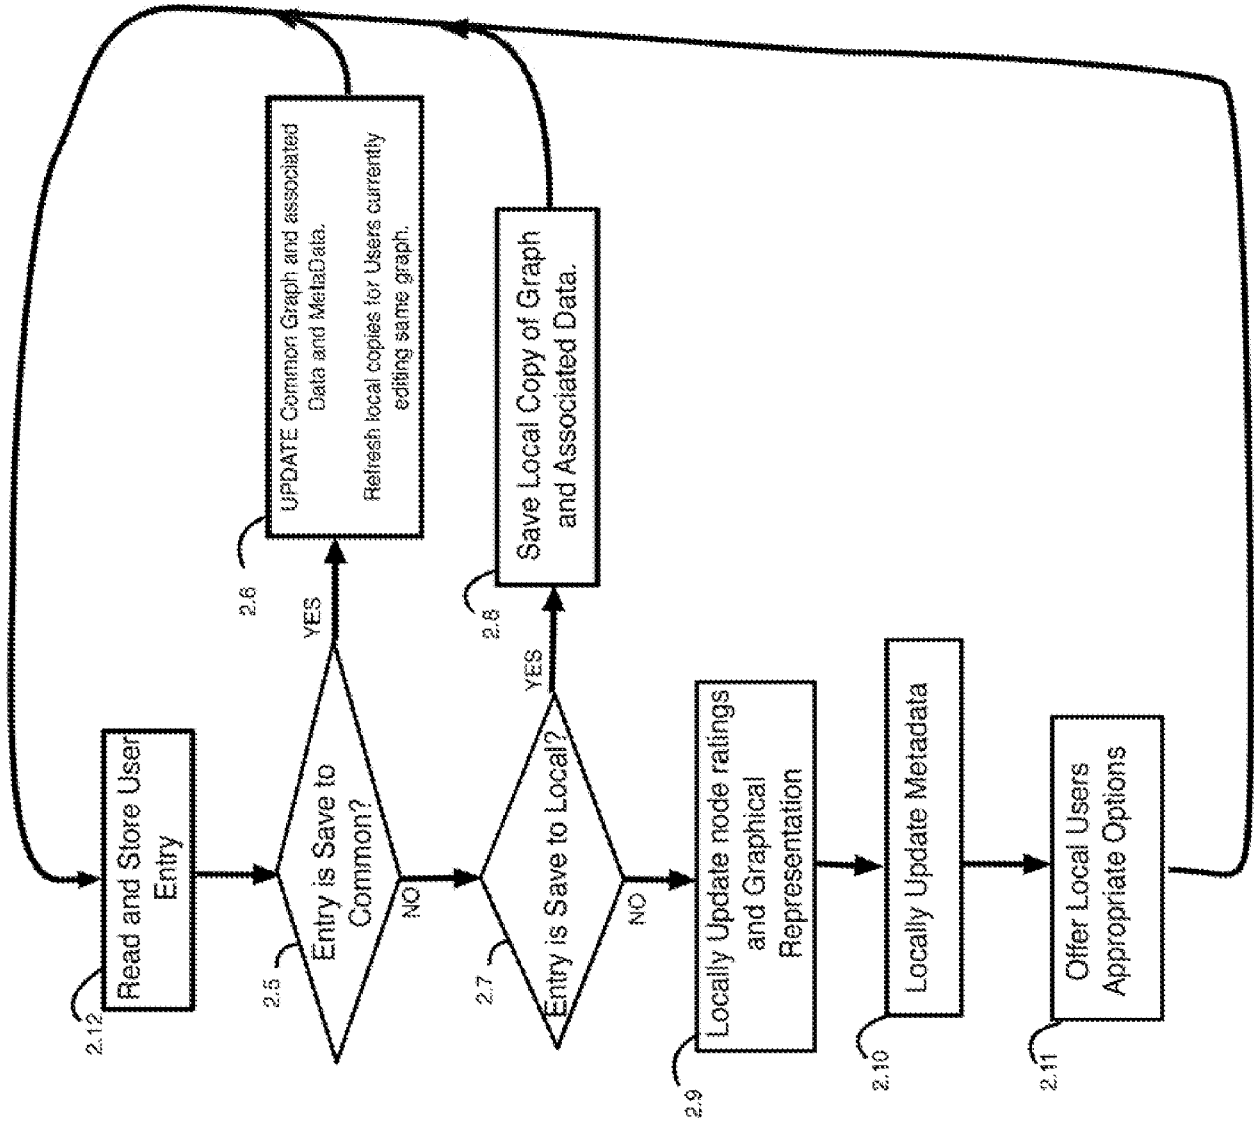 2.12
Read and Store User
Entry
2.5
Entry is Save to
Common?
YES
NO
2.6
UPDATE Common Graph and associated
Data and MetaData.
Refresh local copies for Users currently
editing same graph.
2.7
Entry is Save to Local?
YES
NO
2.8
Save Local Copy of Graph
and Associated Data.
2.9
Locally Update node ratings
and Graphical
Representation
2.10
Locally Update Metadata
2.11
Offer Local Users
Appropriate Options